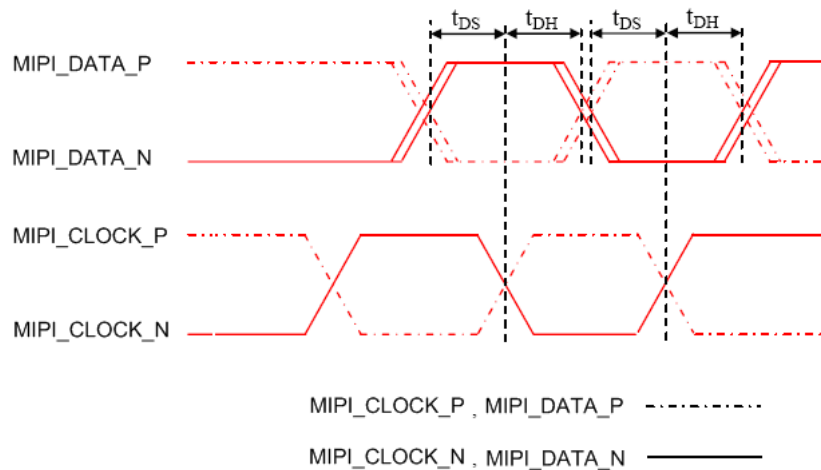 tDS tDH tDS tDH
MIPI_DATA_P
MIPI_DATA_N
MIPI_CLOCK_P
MIPI_CLOCK_N
MIPI_CLOCK_P , MIPI_DATA_P
MIPI_CLOCK_N , MIPI_DATA_N